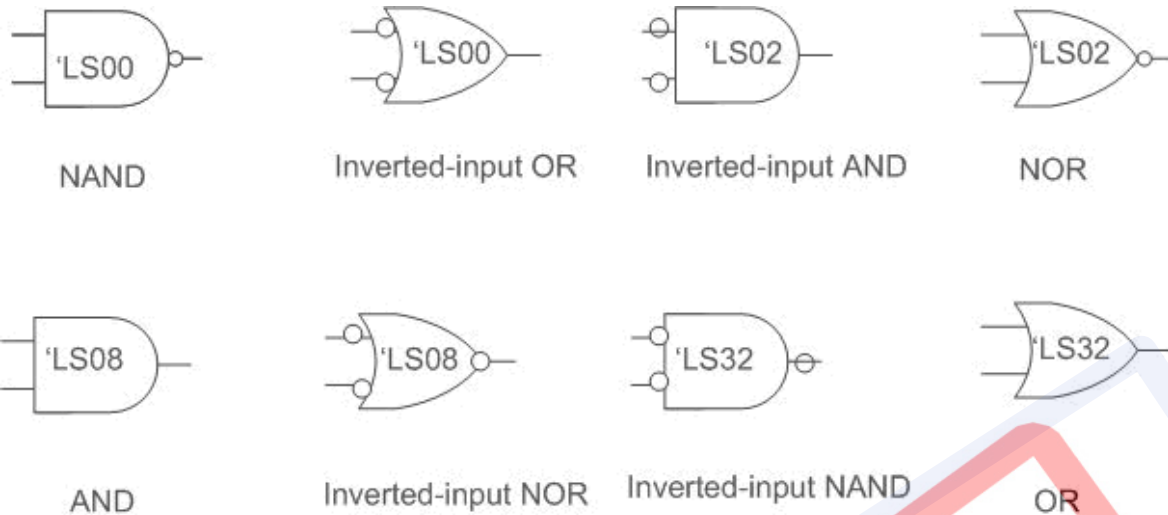 ‘LS00
‘LS00
‘LS02
‘LS02
NAND
Inverted-input OR
Inverted-input AND
NOR
‘LS08
‘LS08
‘LS32
‘LS32
AND
Inverted-input NOR
Inverted-input NAND
OR